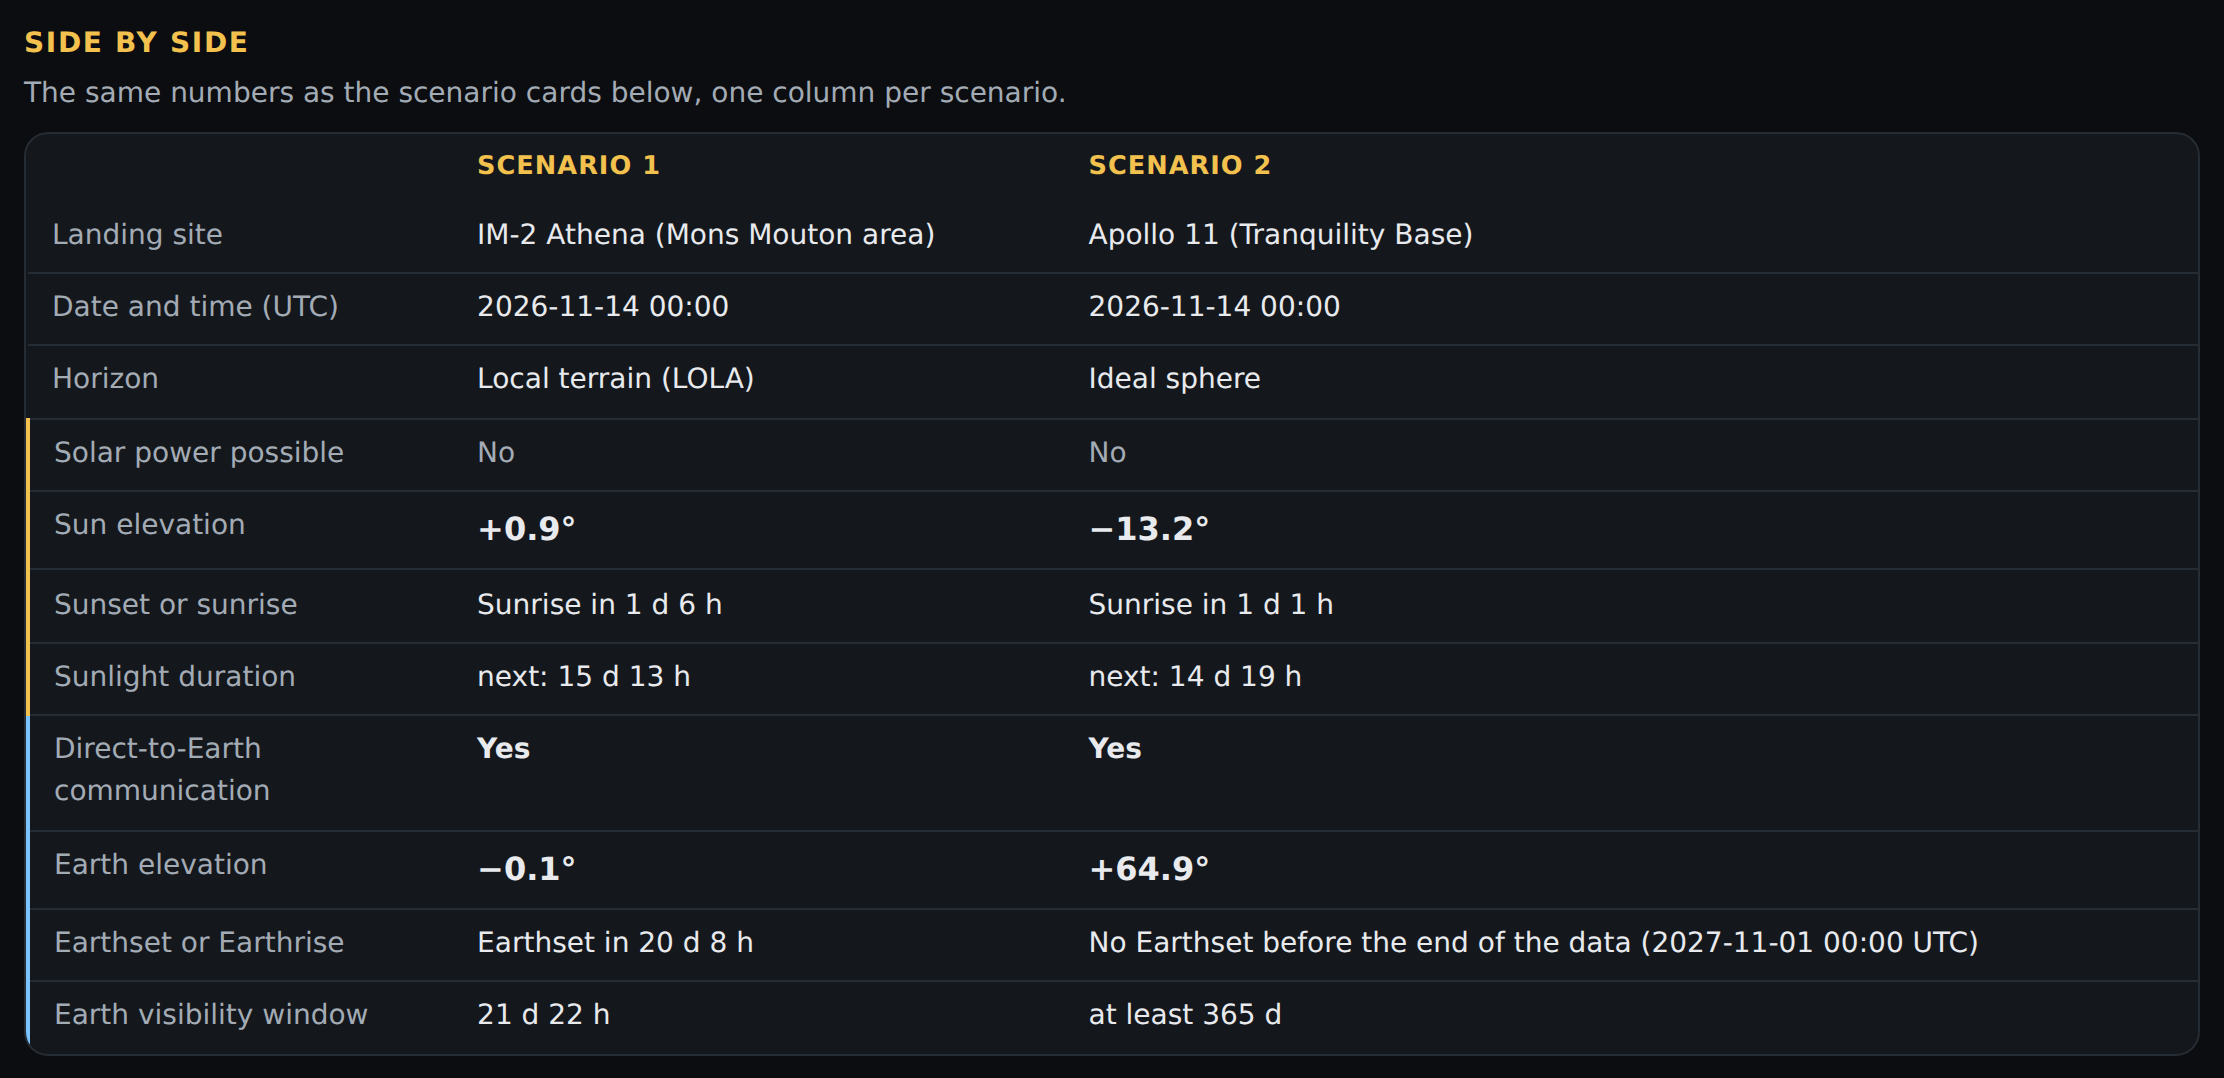 SIDE BY SIDE
The same numbers as the scenario cards below, one column per scenario.
SCENARIO 1 SCENARIO 2
Landing site IM-2 Athena (Mons Mouton area) Apollo 11 (Tranquility Base)
Date and time (UTC) 2026-11-14 00:00 2026-11-14 00:00
Horizon Local terrain (LOLA) Ideal sphere
Solar power possible No No
Sun elevation +0.9° −13.2°
Sunset or sunrise Sunrise in 1 d 6 h Sunrise in 1 d 1 h
Sunlight duration next: 15 d 13 h next: 14 d 19 h
Direct-to-Earth Yes Yes
communication
Earth elevation −0.1° +64.9°
Earthset or Earthrise Earthset in 20 d 8 h No Earthset before the end of the data (2027-11-01 00:00 UTC)
Earth visibility window 21 d 22 h at least 365 d